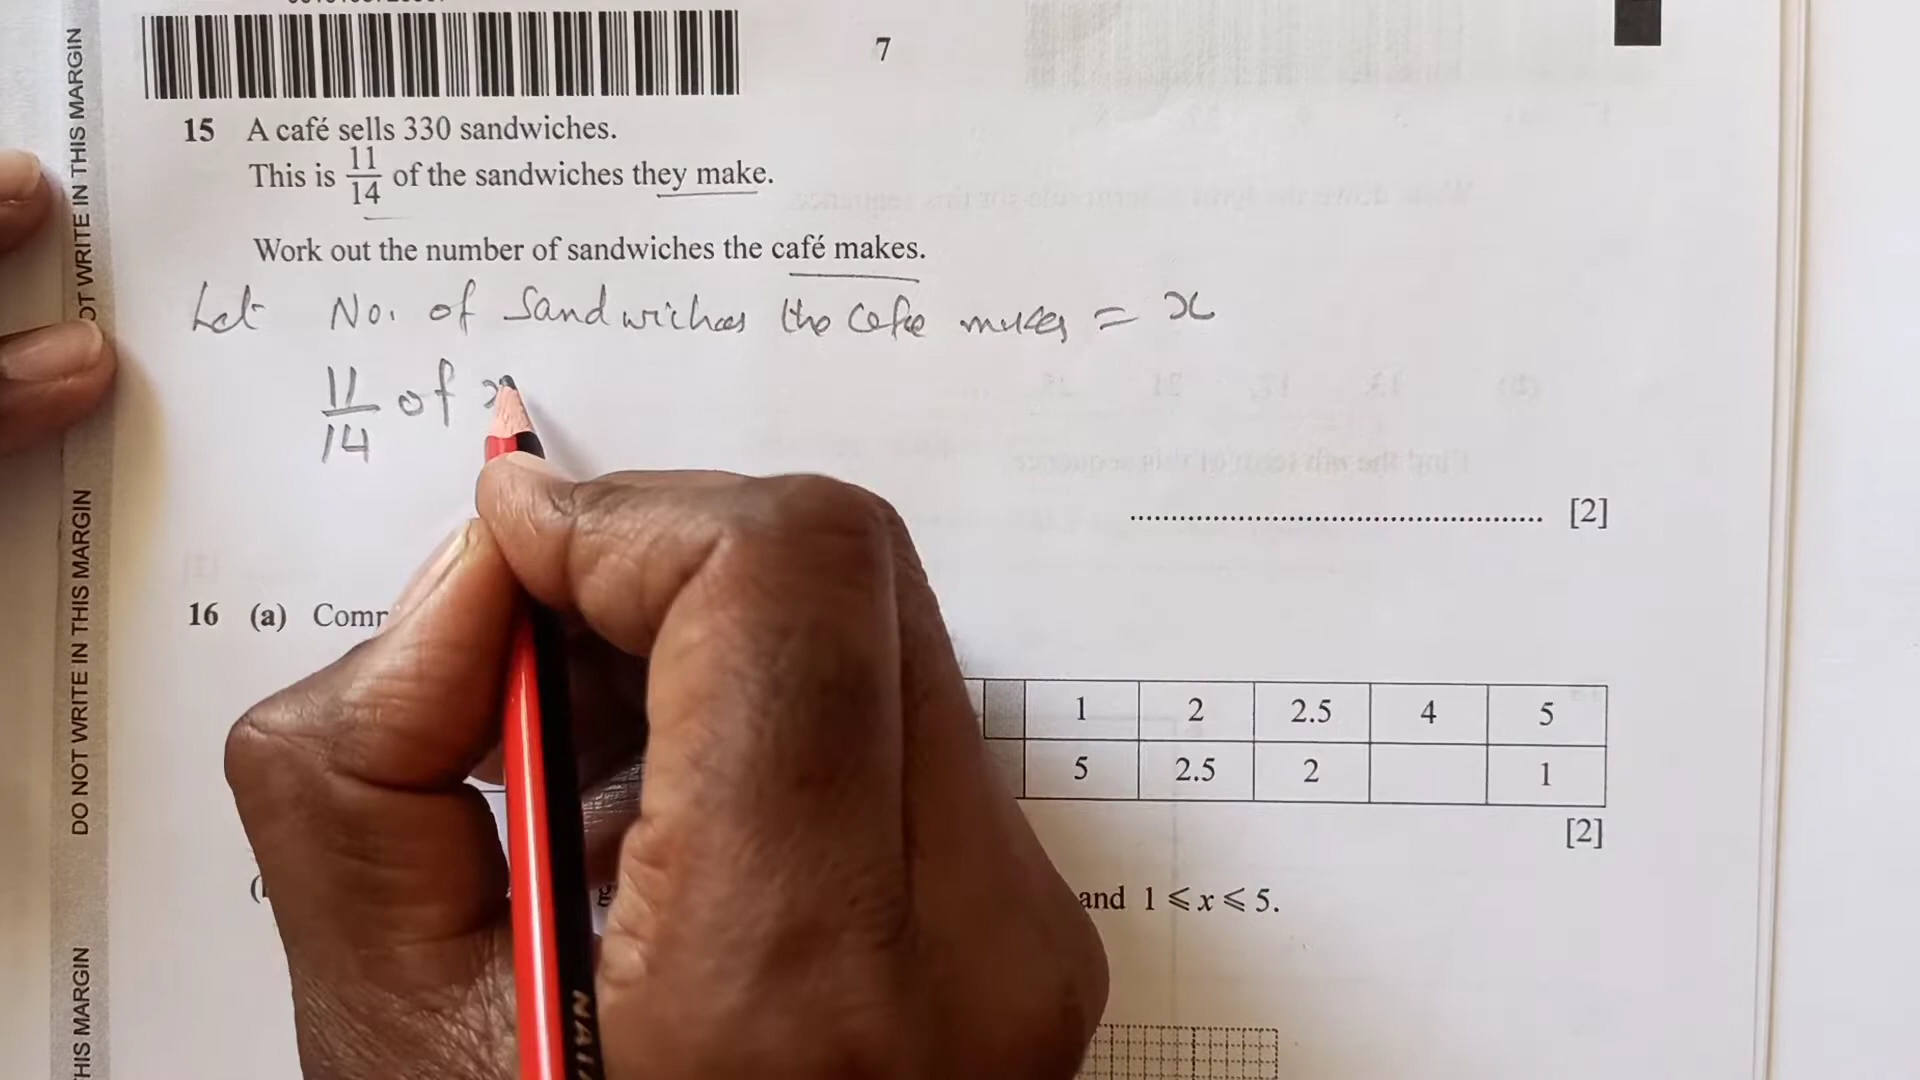 7
15 A café sells 330 sandwiches.
This is 11/14 of the sandwiches they make.
Work out the number of sandwiches the café makes.
Let No. of Sandwiches the cafe makes = x
11/14 of x
[2]
16 (a)
1 2 2.5 4 5
5 2.5 2 1
[2]
and 1 ⩽ x ⩽ 5.
OT WRITE IN THIS MARGIN
DO NOT WRITE IN THIS MARGIN
THIS MARGIN